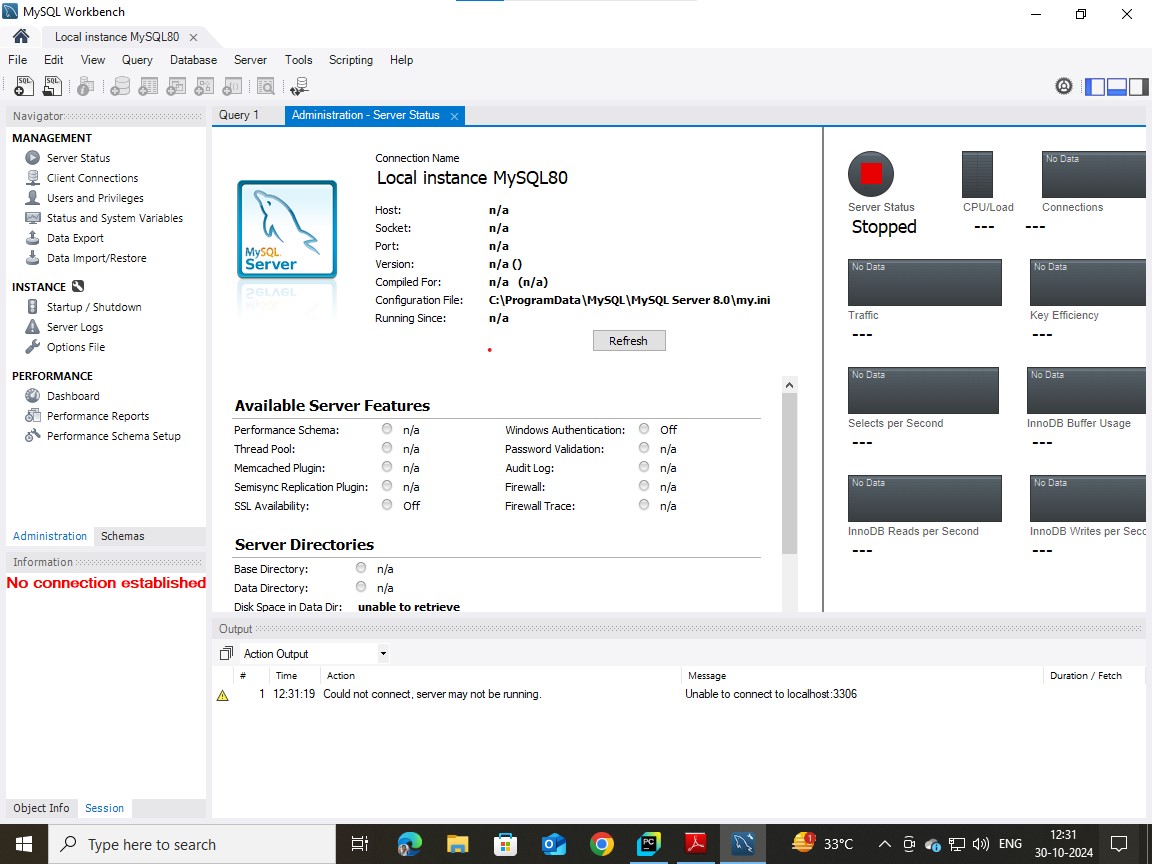 MySQL Workbench
Local instance MySQL80
File Edit View Query Database Server Tools Scripting Help
Navigator
MANAGEMENT
Server Status
Client Connections
Users and Privileges
Status and System Variables
Data Export
Data Import/Restore
INSTANCE
Startup / Shutdown
Server Logs
Options File
PERFORMANCE
Dashboard
Performance Reports
Performance Schema Setup
Administration Schemas
Information
No connection established
Object Info Session
Query 1 Administration - Server Status
MySQL
Server
Connection Name
Local instance MySQL80
Host: n/a
Socket: n/a
Port: n/a
Version: n/a ()
Compiled For: n/a (n/a)
Configuration File: C:\ProgramData\MySQL\MySQL Server 8.0\my.ini
Running Since: n/a
Refresh
Available Server Features
Performance Schema: n/a Windows Authentication: Off
Thread Pool: n/a Password Validation: n/a
Memcached Plugin: n/a Audit Log: n/a
Semisync Replication Plugin: n/a Firewall: n/a
SSL Availability: Off Firewall Trace: n/a
Server Directories
Base Directory: n/a
Data Directory: n/a
Disk Space in Data Dir: unable to retrieve
No Data
Server Status CPU/Load Connections
Stopped --- ---
No Data No Data
Traffic Key Efficiency
--- ---
No Data No Data
Selects per Second InnoDB Buffer Usage
--- ---
No Data No Data
InnoDB Reads per Second InnoDB Writes per Secc
--- ---
Output
Action Output
# Time Action Message Duration / Fetch
1 12:31:19 Could not connect, server may not be running. Unable to connect to localhost:3306
Type here to search
33°C
ENG
12:31
30-10-2024